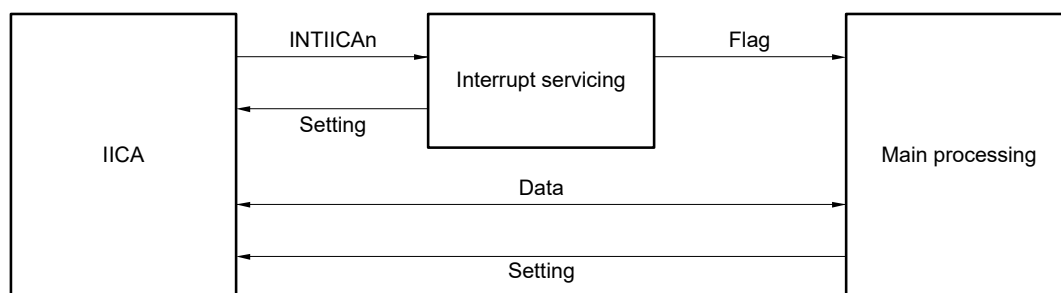 INTIICAn
Flag
Interrupt servicing
Setting
IICA
Main processing
Data
Setting